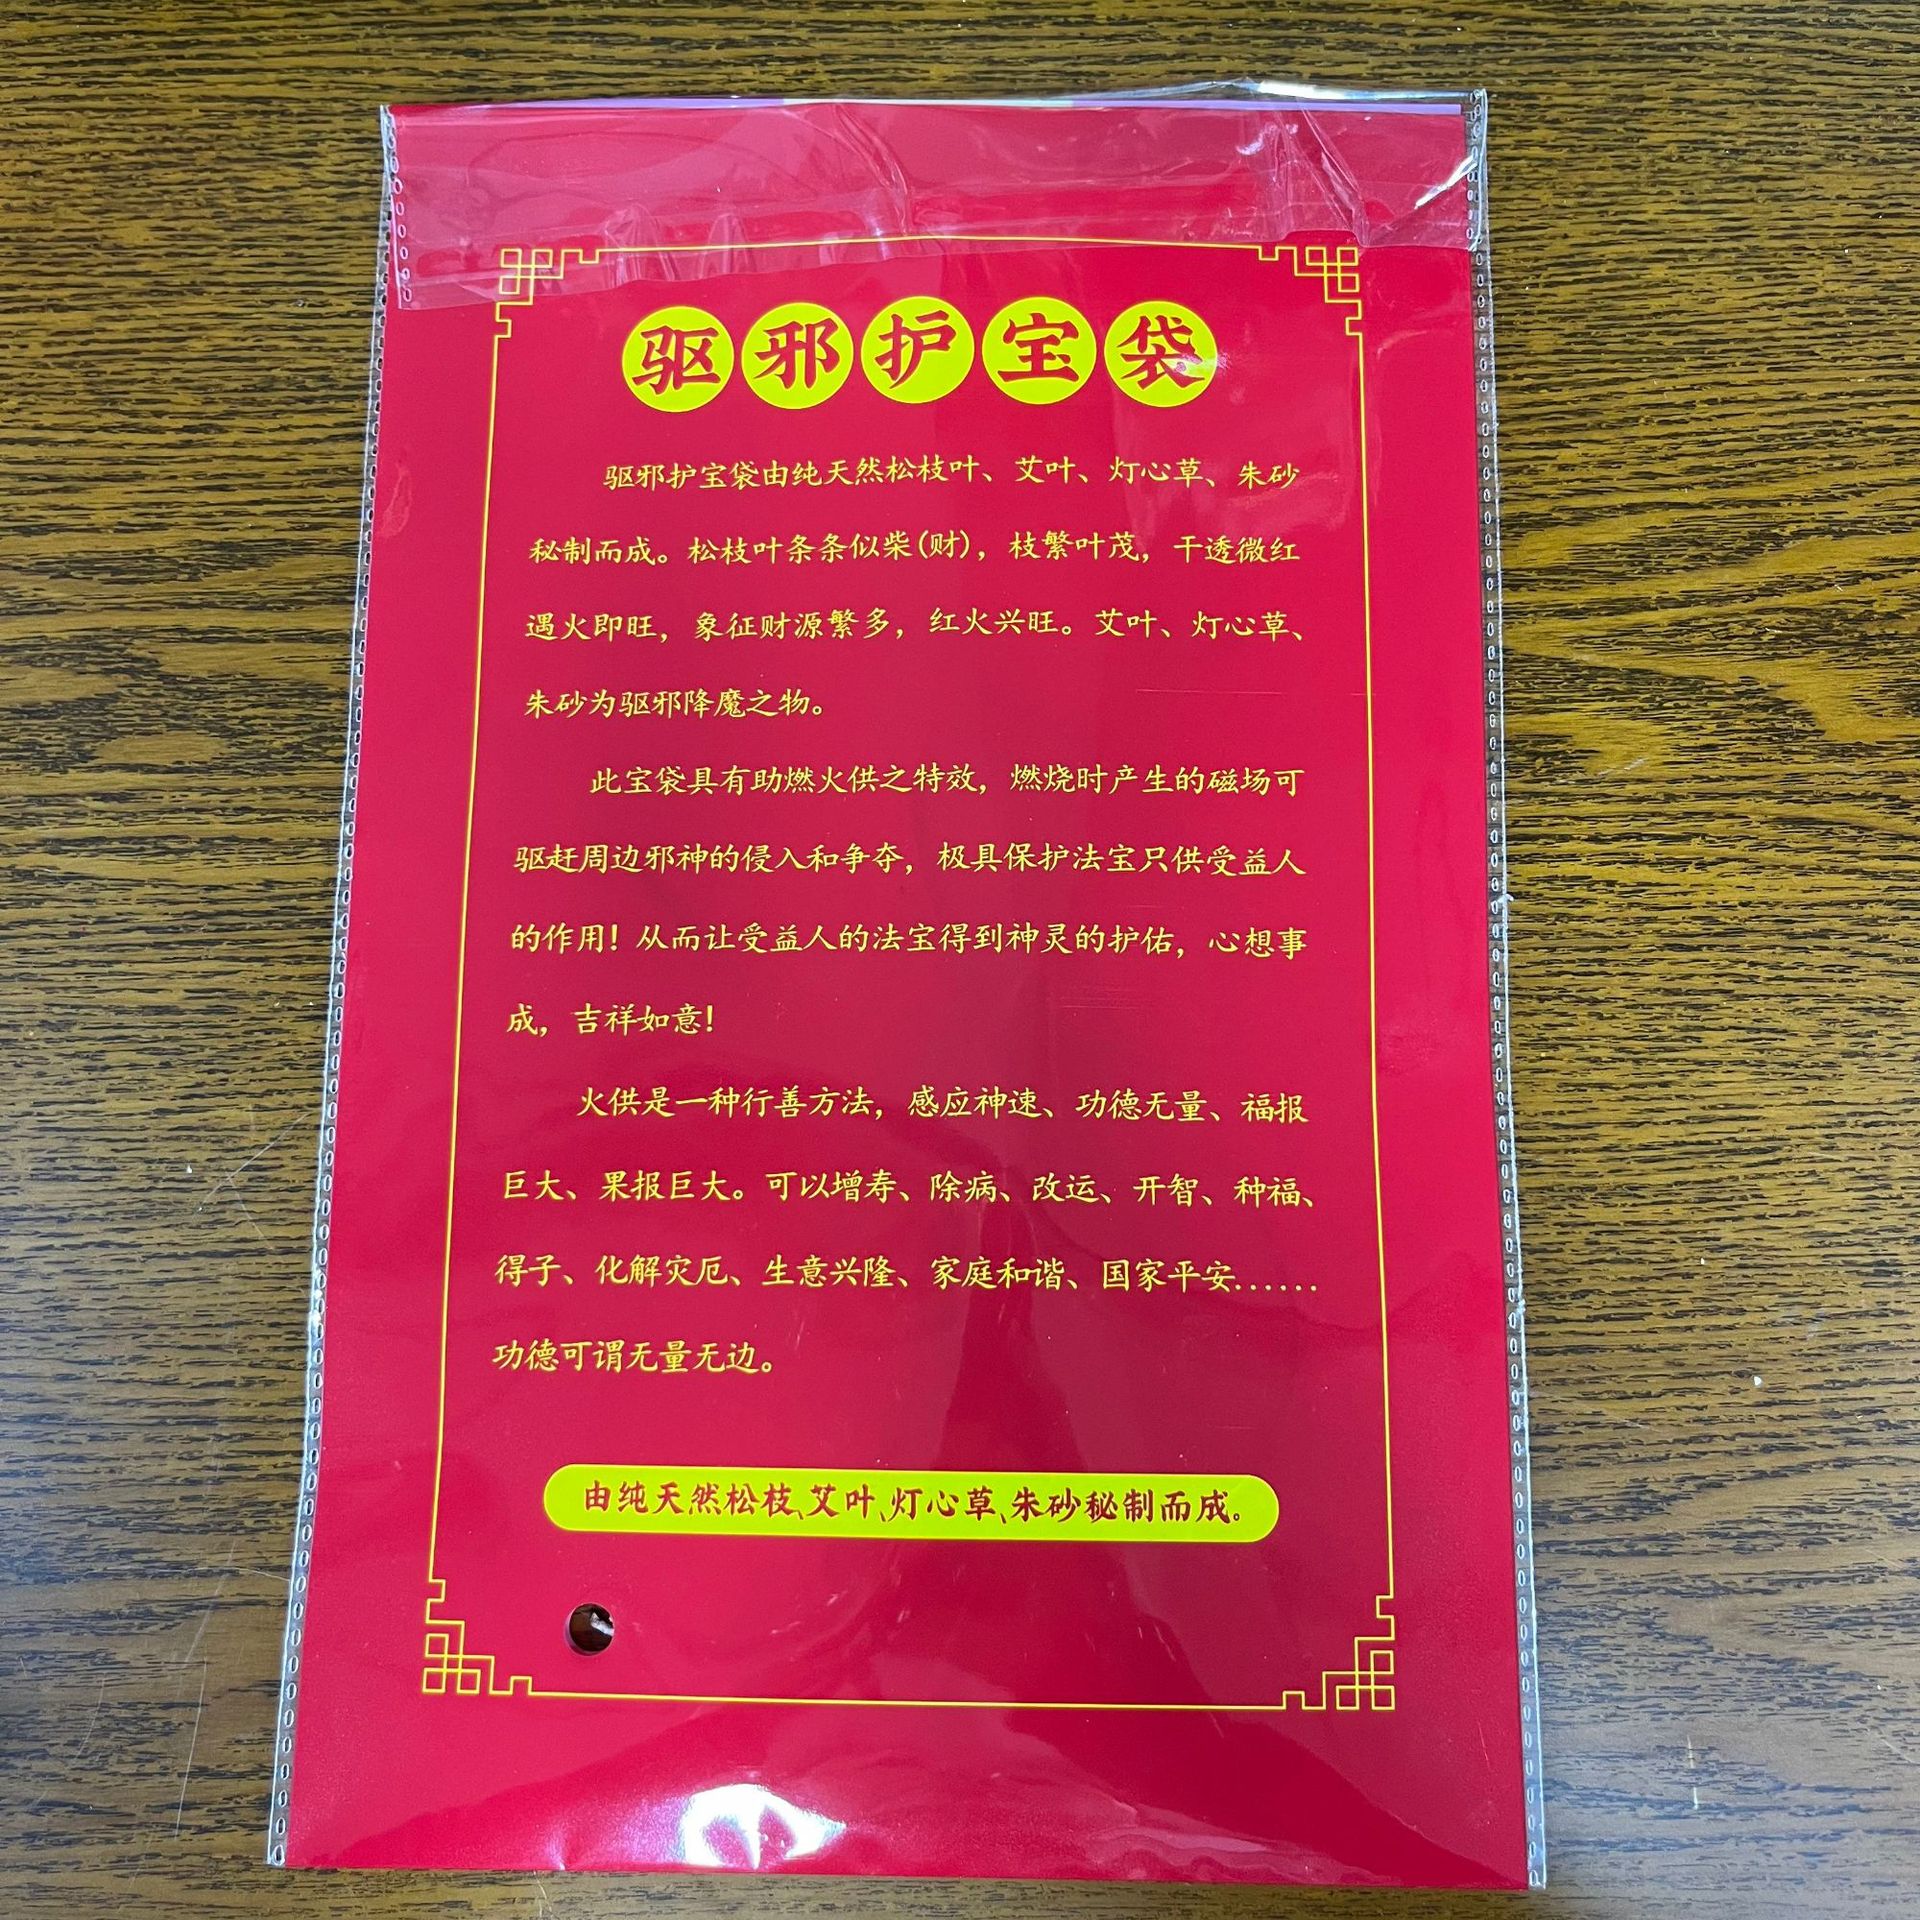 驱邪护宝袋
驱邪护宝袋由纯天然松枝叶、艾叶、灯心草、朱砂
秘制而成。松枝叶条条似柴(财)，枝繁叶茂，干透微红
遇火即旺，象征财源繁多，红火兴旺。艾叶、灯心草、
朱砂为驱邪降魔之物。
此宝袋具有助燃火供之特效，燃烧时产生的磁场可
驱赶周边邪神的侵入和争夺，极具保护法宝只供受益人
的作用！从而让受益人的法宝得到神灵的护佑，心想事
成，吉祥如意！
火供是一种行善方法，感应神速、功德无量、福报
巨大、果报巨大。可以增寿、除病、改运、开智、种福、
得子、化解灾厄、生意兴隆、家庭和谐、国家平安......
功德可谓无量无边。
由纯天然松枝、艾叶、灯心草、朱砂秘制而成。